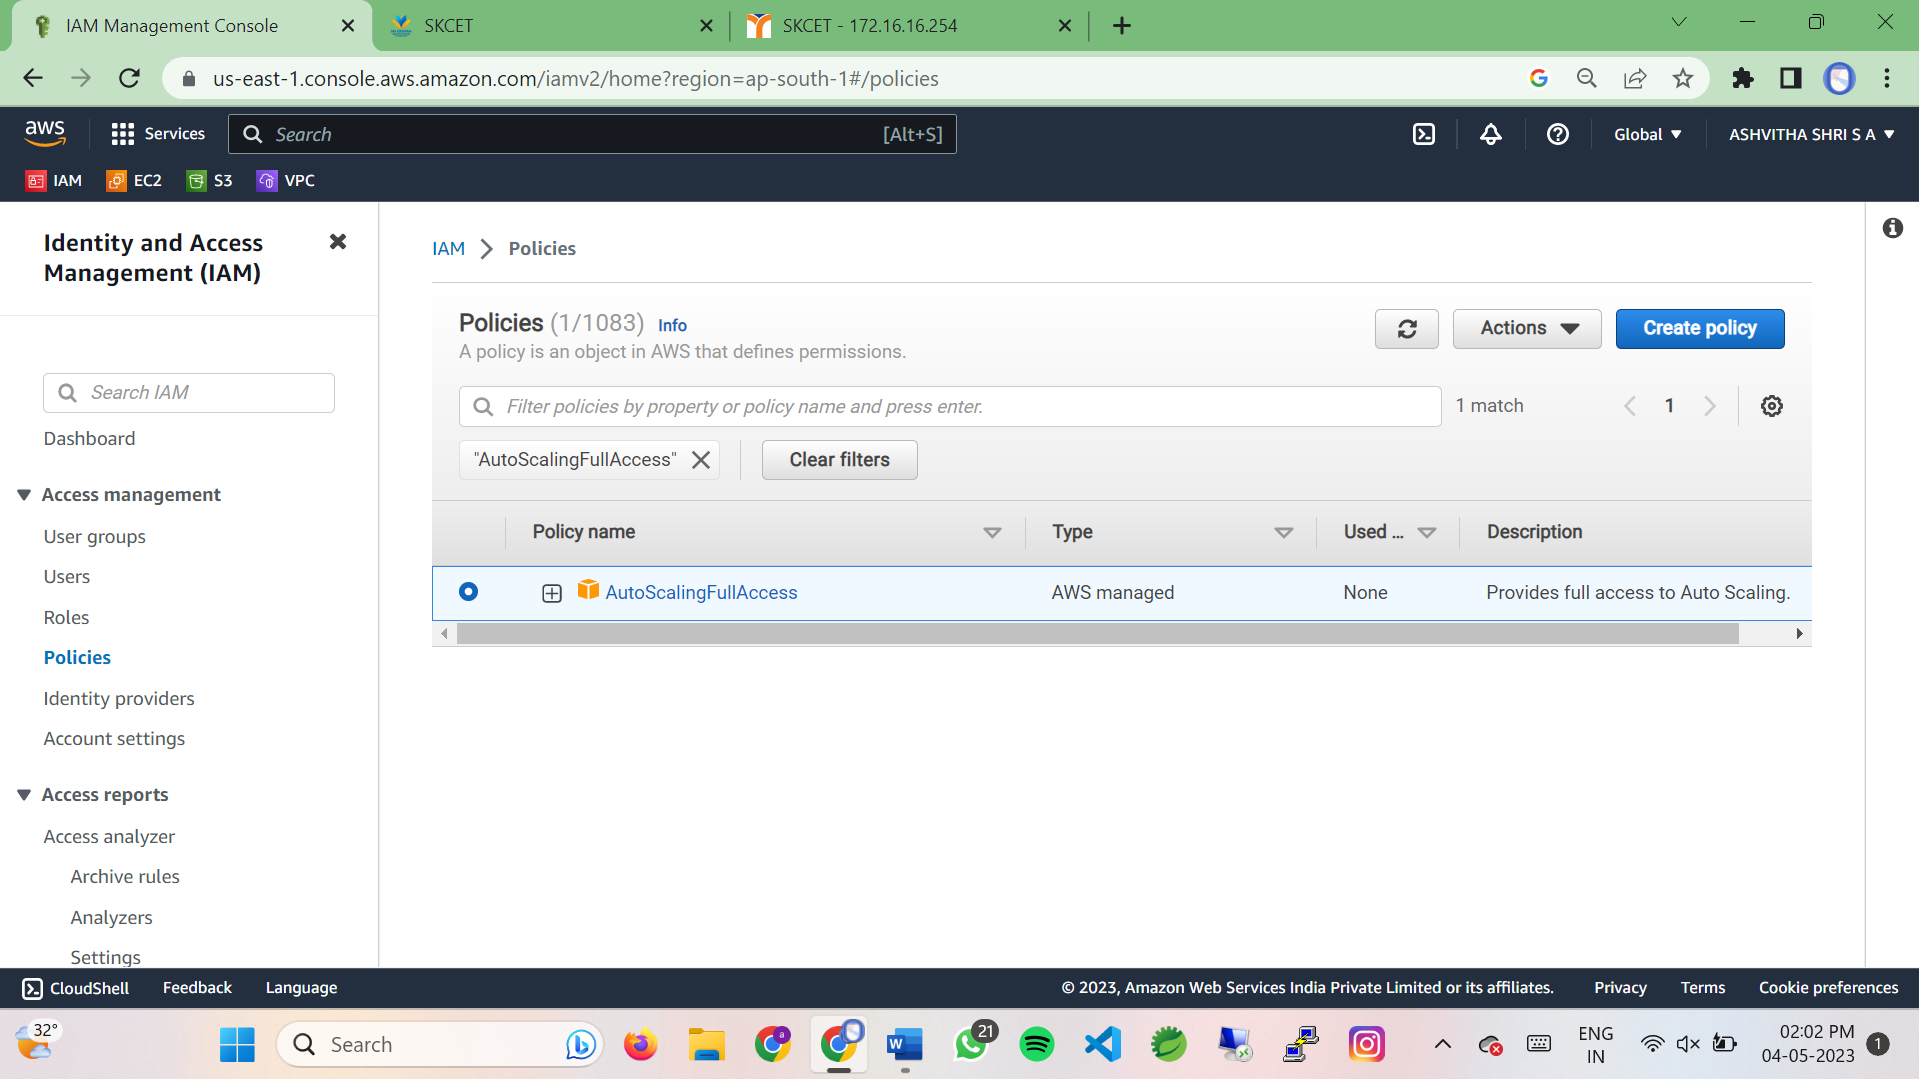 IAM Management Console
SKCET
SKCET - 172.16.16.254
us-east-1.console.aws.amazon.com/iamv2/home?region=ap-south-1#/policies
aws
Services
Search
[Alt+S]
Global
ASHVITHA SHRI S A
IAM
EC2
S3
VPC
Identity and Access
Management (IAM)
Search IAM
Dashboard
Access management
User groups
Users
Roles
Policies
Identity providers
Account settings
Access reports
Access analyzer
Archive rules
Analyzers
Settings
IAM
Policies
Policies (1/1083) Info
A policy is an object in AWS that defines permissions.
Actions
Create policy
Filter policies by property or policy name and press enter.
1 match
1
"AutoScalingFullAccess"
Clear filters
Policy name
Type
Used ...
Description
AutoScalingFullAccess
AWS managed
None
Provides full access to Auto Scaling.
CloudShell
Feedback
Language
© 2023, Amazon Web Services India Private Limited or its affiliates.
Privacy
Terms
Cookie preferences
32°
Search
a
W
21
ENG
IN
02:02 PM
04-05-2023
1